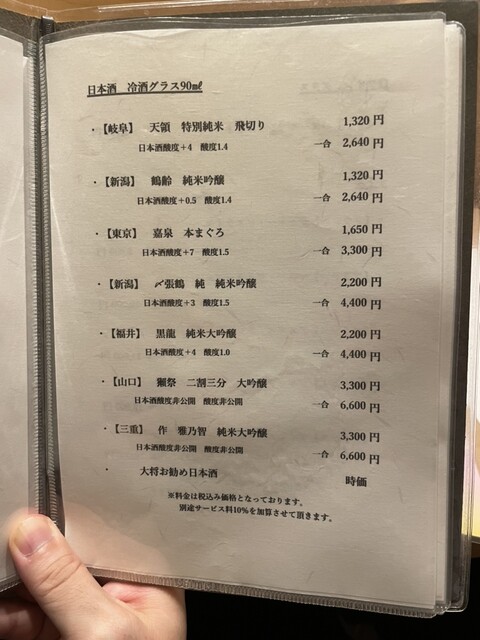 日本酒 冷酒グラス90㎖
・【岐阜】 天領 特別純米 飛切り 1,320 円
日本酒酸度+4 酸度1.4 一合 2,640 円
・【新潟】 鶴齢 純米吟醸 1,320 円
日本酒酸度+0.5 酸度1.4 一合 2,640 円
・【東京】 嘉泉 本まぐろ 1,650 円
日本酒酸度+7 酸度1.5 一合 3,300 円
・【新潟】 〆張鶴 純 純米吟醸 2,200 円
日本酒酸度+3 酸度1.5 一合 4,400 円
・【福井】 黒龍 純米大吟醸 2,200 円
日本酒酸度+4 酸度1.0 一合 4,400 円
・【山口】 獺祭 二割三分 大吟醸 3,300 円
日本酒酸度非公開 酸度非公開 一合 6,600 円
・【三重】 作 雅乃智 純米大吟醸 3,300 円
日本酒酸度非公開 酸度非公開 一合 6,600 円
・ 大将お勧め日本酒 時価
※料金は税込み価格となっております。
別途サービス料10%を加算させて頂きます。